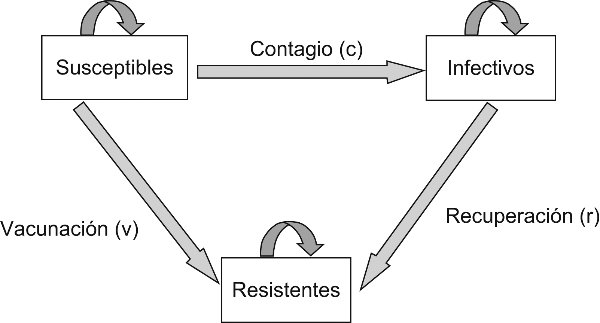 Contagio (c)
Susceptibles
Infectivos
Vacunación (v)
Recuperación (r)
Resistentes